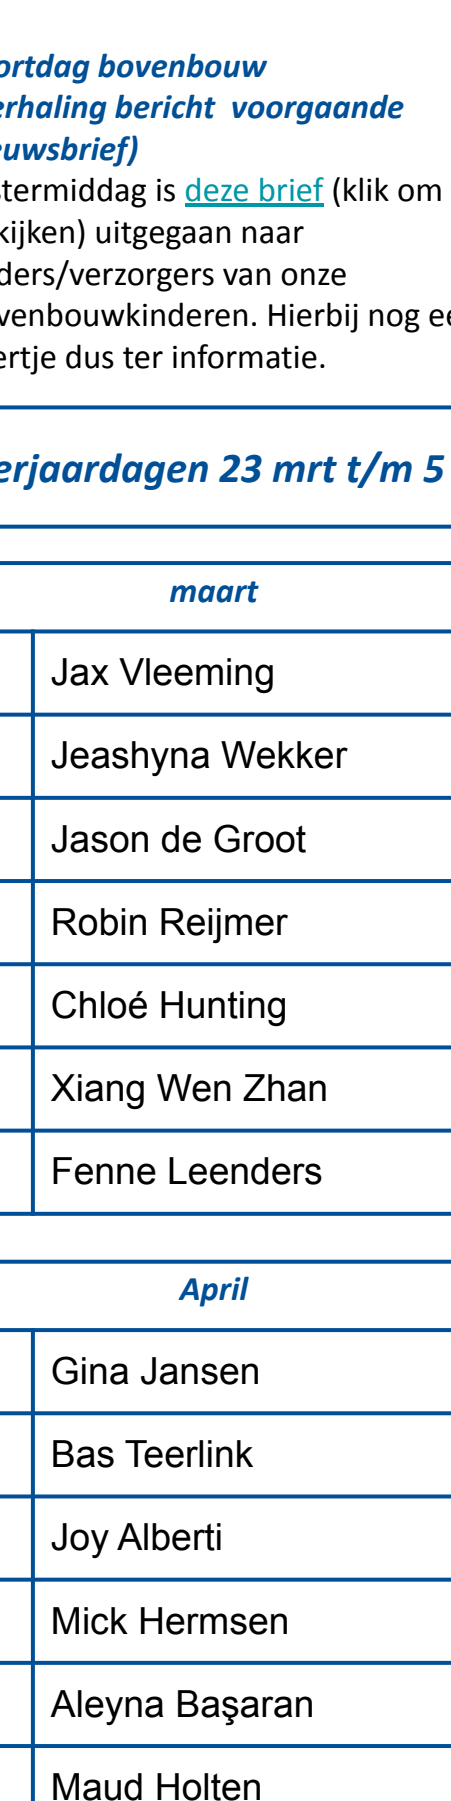 ortdag bovenbouw
erhaling bericht voorgaande
euwsbrief)
stermiddag is deze brief (klik om
kijken) uitgegaan naar
ders/verzorgers van onze
venbouwkinderen. Hierbij nog ee
ertje dus ter informatie.
erjaardagen 23 mrt t/m 5
maart
Jax Vleeming
Jeashyna Wekker
Jason de Groot
Robin Reijmer
Chloé Hunting
Xiang Wen Zhan
Fenne Leenders
April
Gina Jansen
Bas Teerlink
Joy Alberti
Mick Hermsen
Aleyna Başaran
Maud Holten